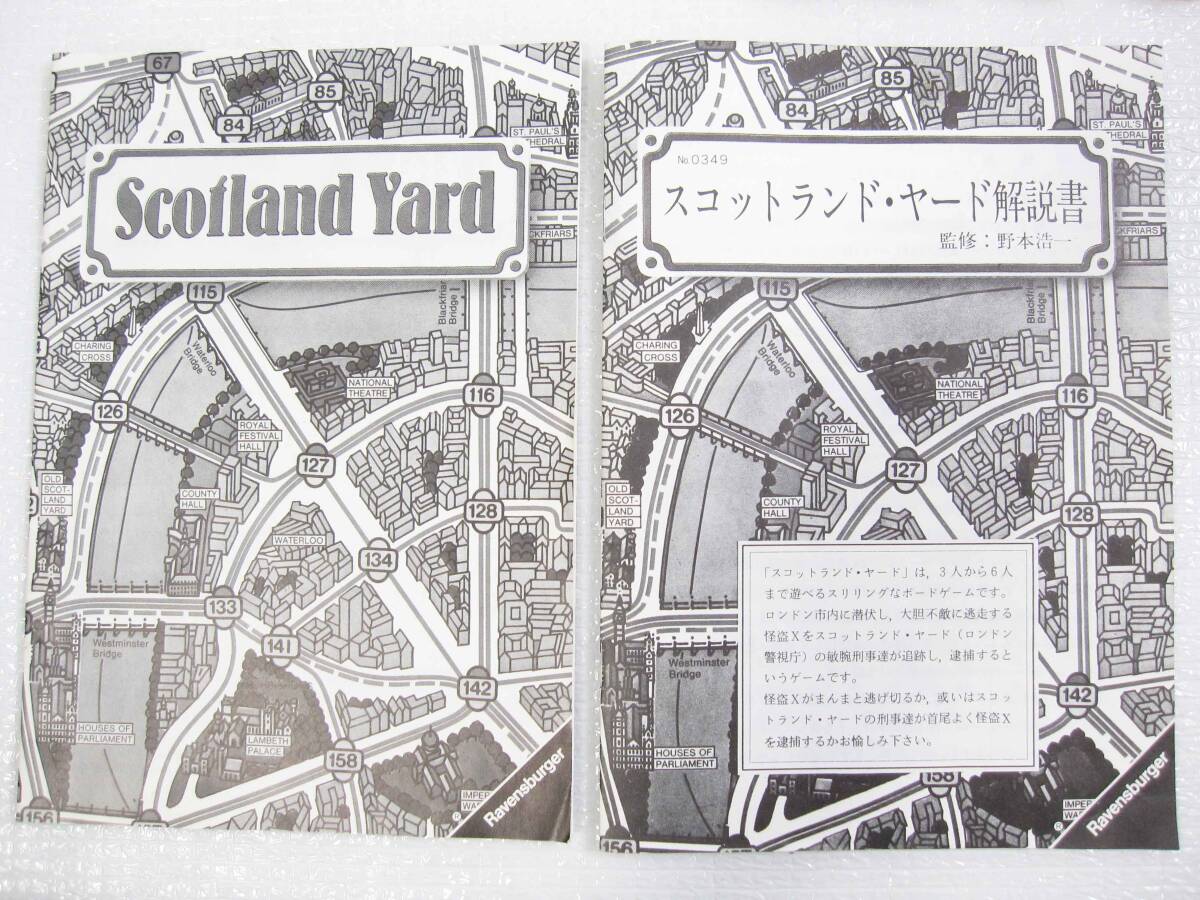 67
85
84
ST. PAUL'S
Scotland Yard
115
Blackfriar
Bridge
CHARING
CROSS
Waterloo
Bridge
NATIONAL
THEATRE
126
116
ROYAL
FESTIVAL
HALL
127
OLD
SCOT-
LAND
YARD
COUNTY
HALL
128
WATERLOO
134
133
Westminster
Bridge
141
142
HOUSES OF
PARLIAMENT
LAMBETH
PALACE
158
IMPE
156
Ravensburger
85
84
ST. PAUL'S
No.0349
スコットランド・ヤード解説書
監修:野本浩一
115
Blackfriar
Bridge
CHARING
CROSS
Waterloo
Bridge
NATIONAL
THEATRE
126
116
ROYAL
FESTIVAL
HALL
127
OLD
SCOT-
LAND
YARD
COUNTY
HALL
128
「スコットランド・ヤード」は,3人から6人
まで遊べるスリリングなボードゲームです。
ロンドン市内に潜伏し,大胆不敵に逃走する
怪盗Xをスコットランド・ヤード(ロンドン
警視庁)の敏腕刑事達が追跡し,逮捕すると
いうゲームです。
怪盗Xがまんまと逃げ切るか,或いはスコッ
トランド・ヤードの刑事達が首尾よく怪盗X
を逮捕するかお愉しみ下さい。
Westminster
Bridge
142
HOUSES OF
PARLIAMENT
158
IMPER
156
Ravensburger